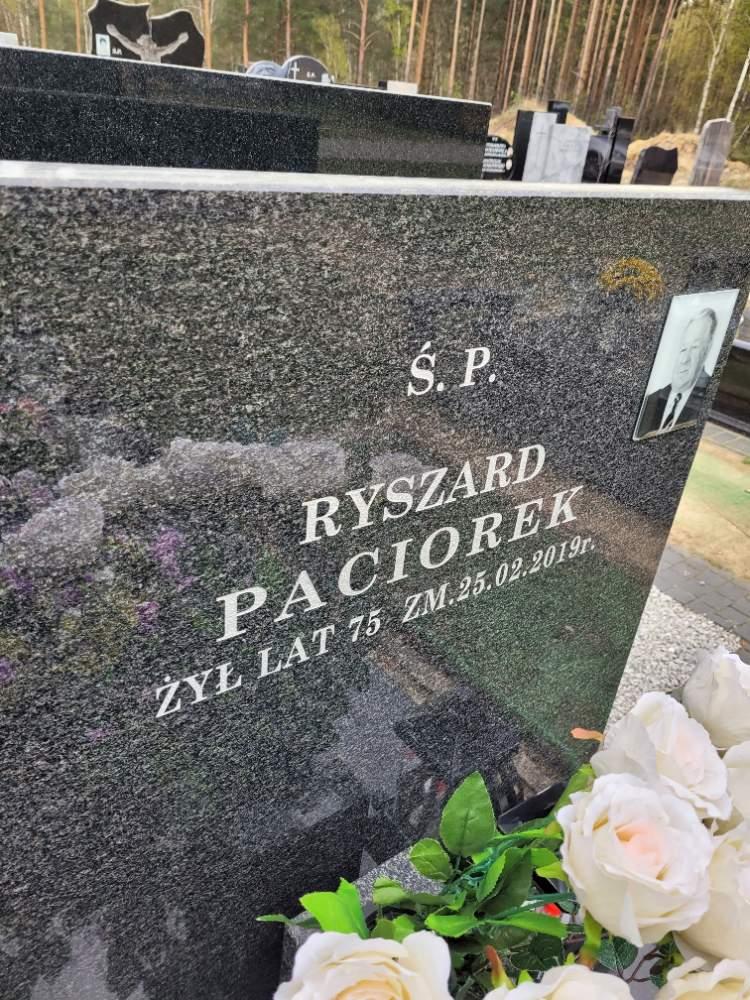 Ś. P.
RYSZARD
PACIOREK
ŻYŁ LAT 75 ZM.25.02.2019r.